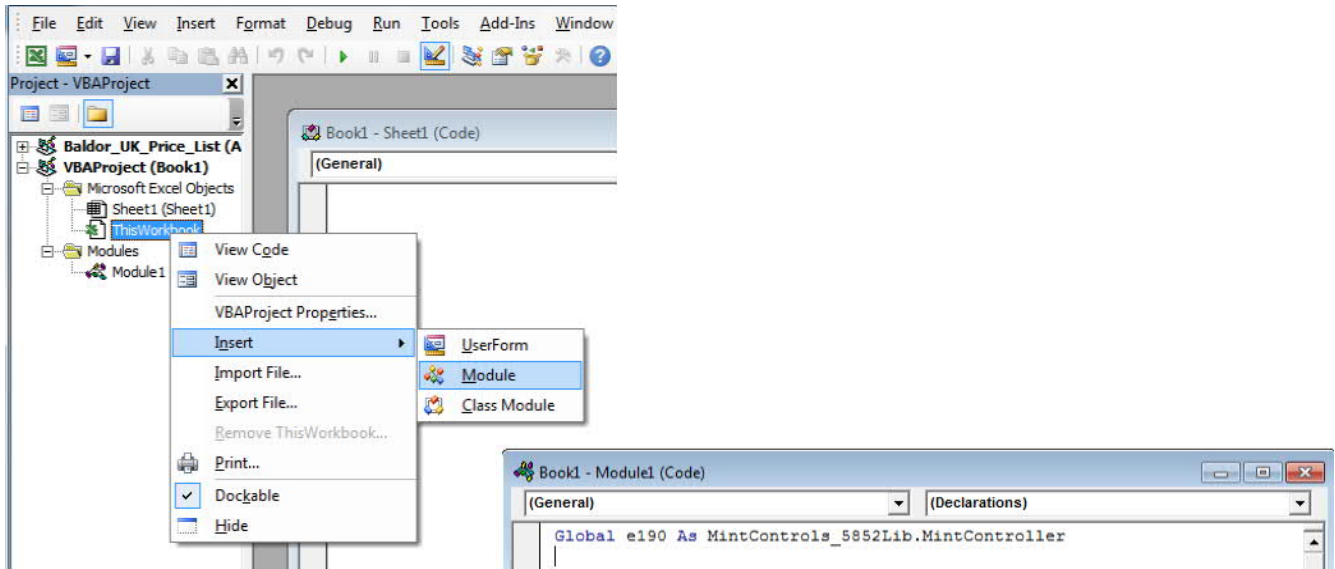 File Edit View Insert Format Debug Run Tools Add-Ins Window
Project - VBAProject
Book1 - Sheet1 (Code)
(General)
Baldor_UK_Price_List (A
VBAProject (Book1)
Microsoft Excel Objects
Sheet1 (Sheet1)
ThisWorkbook
Modules
Module1
View Code
View Object
VBAProject Properties...
Insert
Import File...
Export File...
Remove ThisWorkbook...
Print...
Dockable
Hide
UserForm
Module
Class Module
Book1 - Module1 (Code)
(General) (Declarations)
Global e190 As MintControls_5852Lib.MintController